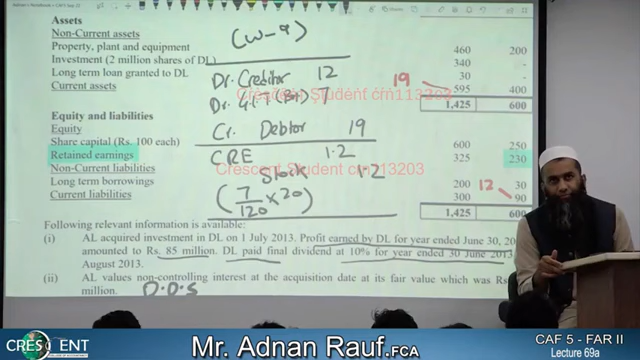 Adnan > Notebook > CAF5 Sep 23
Assets
Non-Current assets
(W-9)
Property, plant and equipment 460 200
Investment (2 million shares of DL) 340 -
Long term loan granted to DL 30 -
Dr. Creditor 12
19
Current assets 595 400
Dr. G.I.T (B.S) 7
1,425 600
Crescent Student crn113203
Equity and liabilities
Equity
Cr. Debtor 19
Share capital (Rs. 100 each) 600 250
Retained earnings 325 230
CRE 1.2
Non-Current liabilities
Crescent Student crn113203
Stock 1.2
Long term borrowings 200 30
12
Current liabilities 300 90
(7/120 x 20)
1,425 600
Following relevant information is available:
(i) AL acquired investment in DL on 1 July 2013. Profit earned by DL for year ended June 30, 20
amounted to Rs. 85 million. DL paid final dividend at 10% for year ended 30 June 2013
August 2013.
(ii) AL values non-controlling interest at the acquisition date at its fair value which was Rs
million.
D.D.S
CRESCENT
Mr. Adnan Rauf.FCA
CAF 5 - FAR II
Lecture 69a